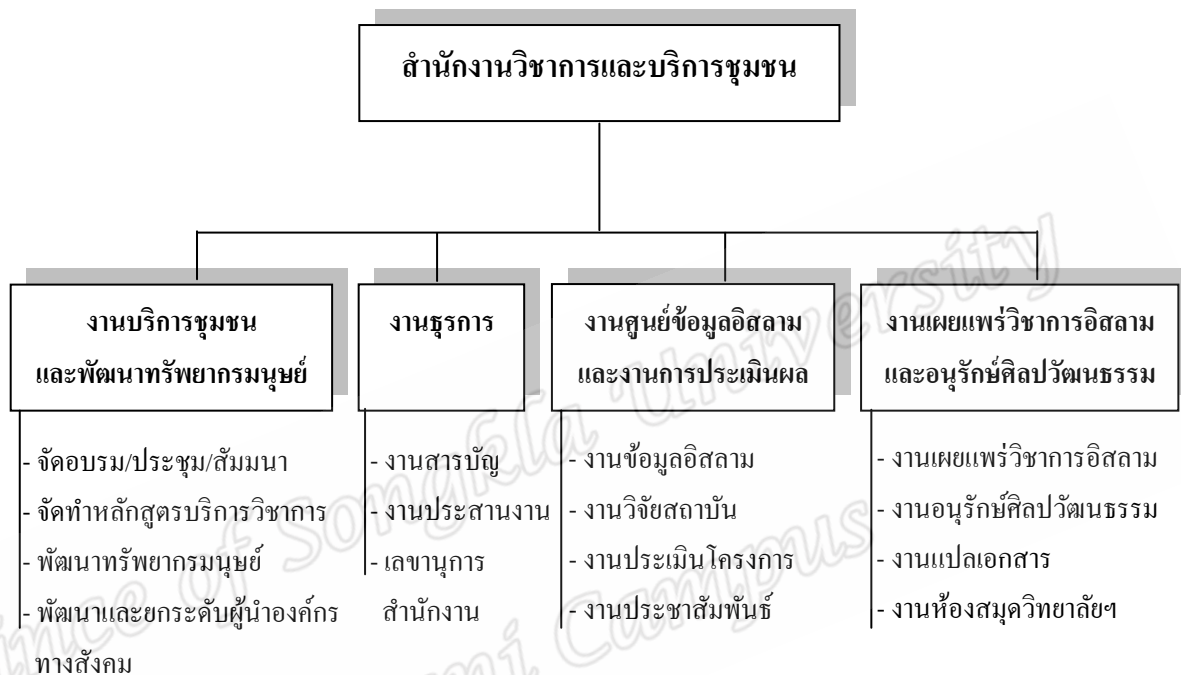 สำนักงานวิชาการและบริการชุมชน
งานบริการชุมชน
และพัฒนาทรัพยากรมนุษย์
- จัดอบรม/ประชุม/สัมมนา
- จัดทำหลักสูตรบริการวิชาการ
- พัฒนาทรัพยากรมนุษย์
- พัฒนาและยกระดับผู้นำองค์กร
ทางสังคม
งานธุรการ
- งานสารบัญ
- งานประสานงาน
- เลขานุการ
สำนักงาน
งานศูนย์ข้อมูลอิสลาม
และงานการประเมินผล
- งานข้อมูลอิสลาม
- งานวิจัยสถาบัน
- งานประเมินโครงการ
- งานประชาสัมพันธ์
งานเผยแพร่วิชาการอิสลาม
และอนุรักษ์ศิลปวัฒนธรรม
- งานเผยแพร่วิชาการอิสลาม
- งานอนุรักษ์ศิลปวัฒนธรรม
- งานแปลเอกสาร
- งานห้องสมุดวิทยาลัยฯ
of Songkla University
Campus